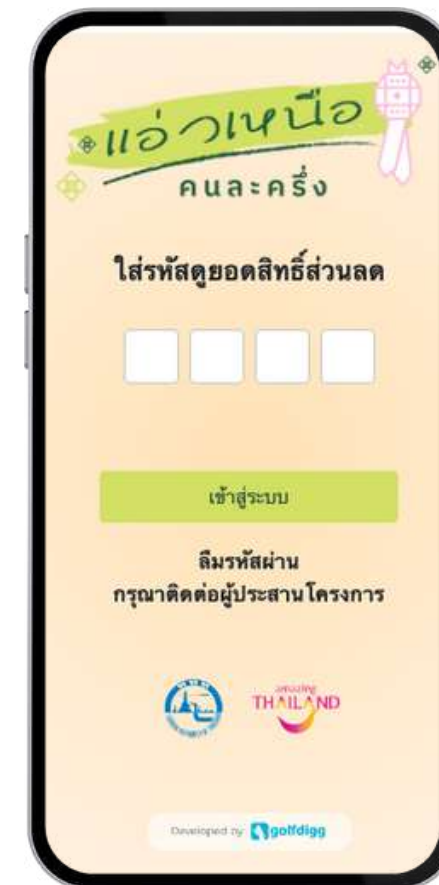 แอ่วเหนือ
คนละครึ่ง
ใส่รหัสดูยอดสิทธิ์ส่วนลด
เข้าสู่ระบบ
ลืมรหัสผ่าน
กรุณาติดต่อผู้ประสานโครงการ
amazing
THAILAND
Developed by golfdigg